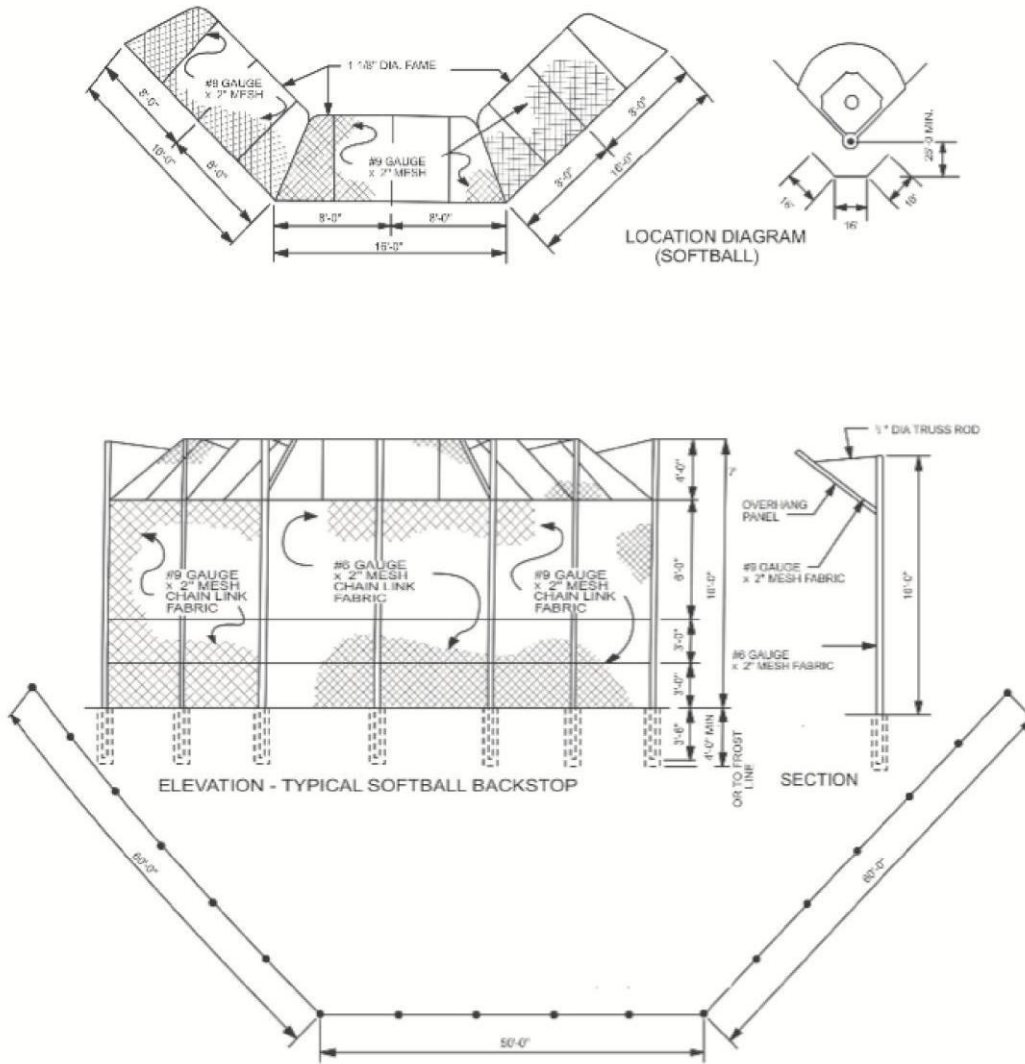 1 1/8" DIA. FAME
#9 GAUGE
x 2" MESH
8'-0"
10'-0"
8'-0"
#9 GAUGE
x 2" MESH
8'-0"
8'-0"
16'-0"
8'-0"
8'-0"
16'-0"
25'-0 MIN.
16'
16'
16'
LOCATION DIAGRAM
(SOFTBALL)
4'-0"
2'
8'-0"
18'-0"
3'-0"
3'-0"
3'-6"
4'-0" MIN
OR TO FROST
LINE
#9 GAUGE
x 2" MESH
CHAIN LINK
FABRIC
#6 GAUGE
x 2" MESH
CHAIN LINK
FABRIC
#9 GAUGE
x 2" MESH
CHAIN LINK
FABRIC
ELEVATION - TYPICAL SOFTBALL BACKSTOP
" DIA TRUSS ROD
OVERHANG
PANEL
#9 GAUGE
x 2" MESH FABRIC
18'-0"
#6 GAUGE
x 2" MESH FABRIC
SECTION
60'-0"
50'-0"
60'-0"